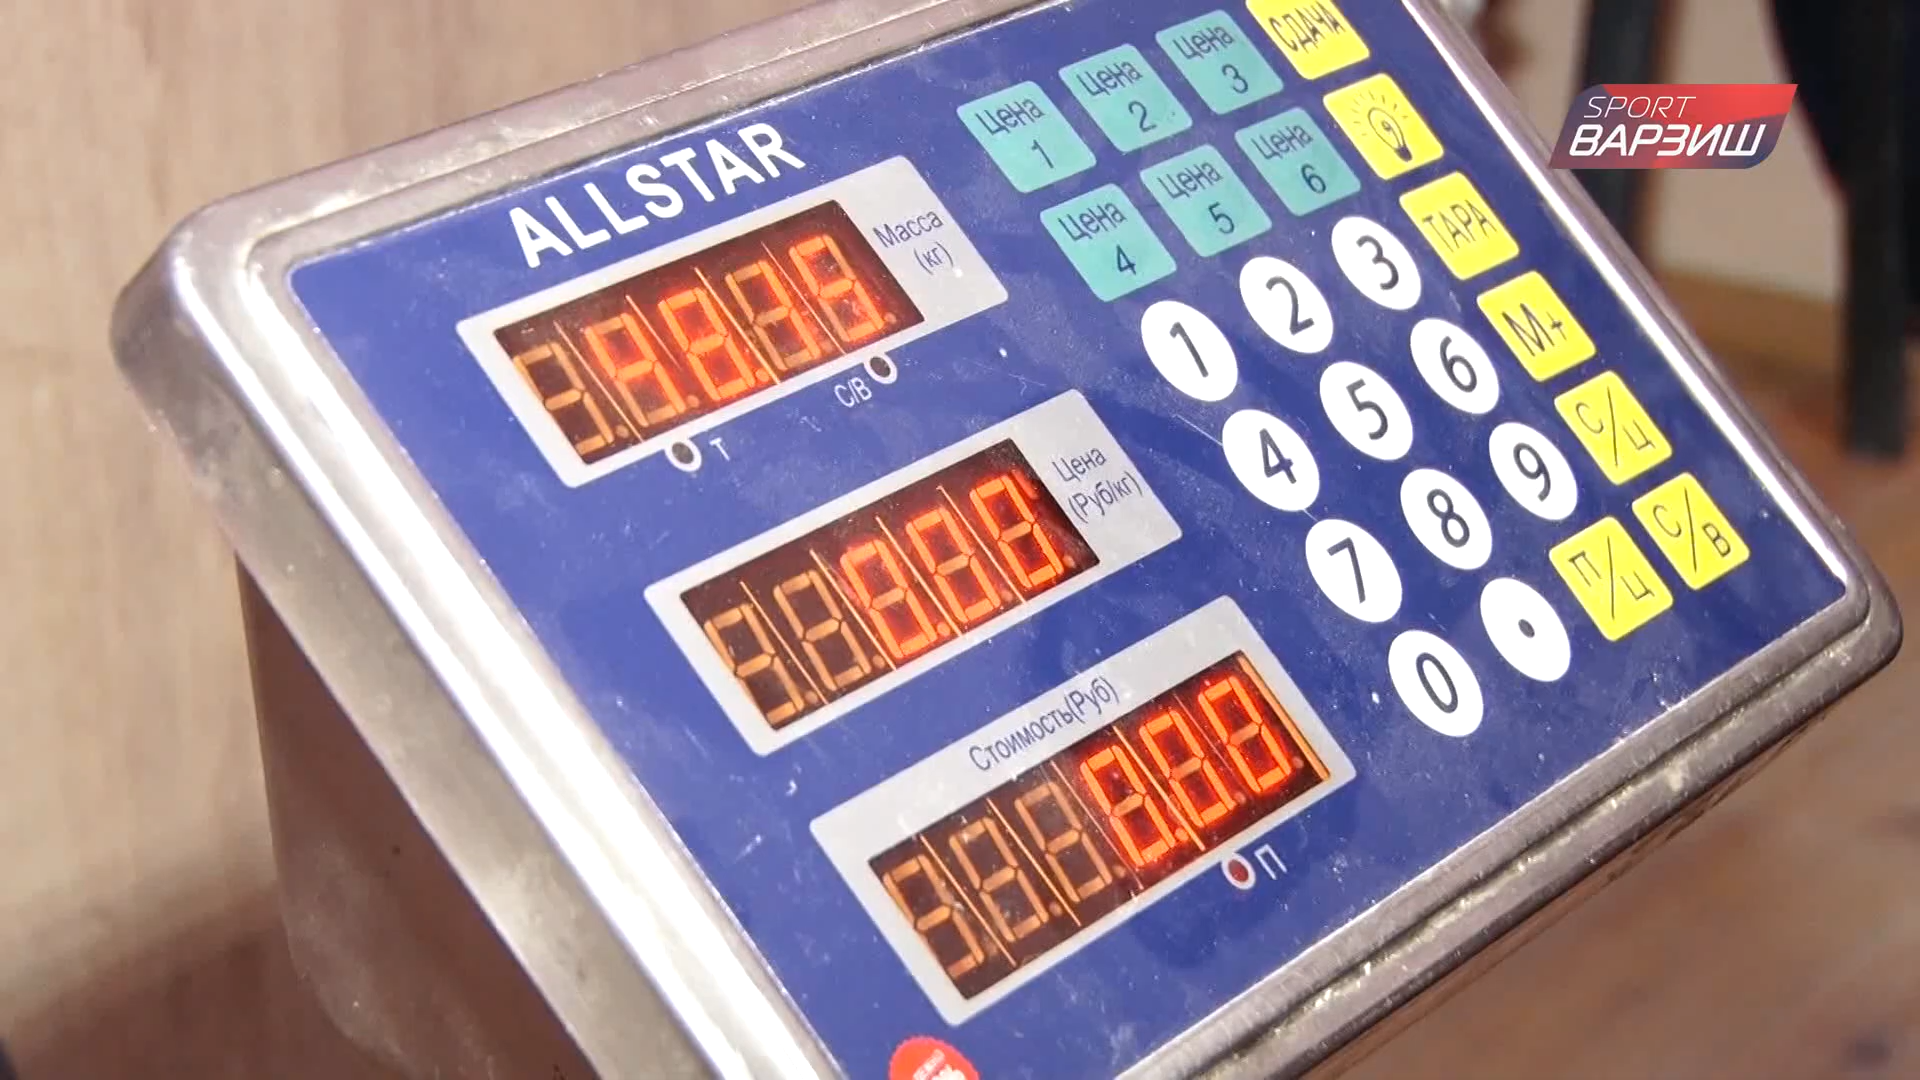 SPORT
ВАРЗИШ
ALLSTAR
Масса
(кг)
Т
С/В
Цена
(Руб/кг)
Стоимость(Руб)
П
Цена
1
Цена
2
Цена
3
СДАЧА
Цена
4
Цена
5
Цена
6
1
2
3
ТАРА
4
5
6
М+
7
8
9
С/Ц
0
.
П/Ц
С/В